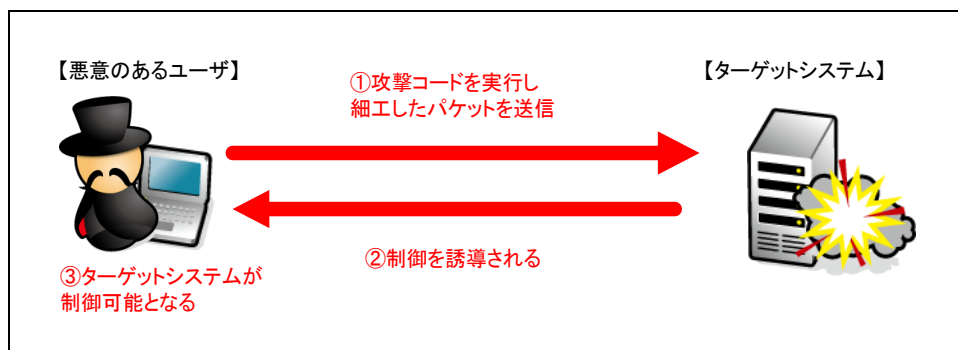 【悪意のあるユーザ】
①攻撃コードを実行し
細工したパケットを送信
【ターゲットシステム】
②制御を誘導される
③ターゲットシステムが
制御可能となる